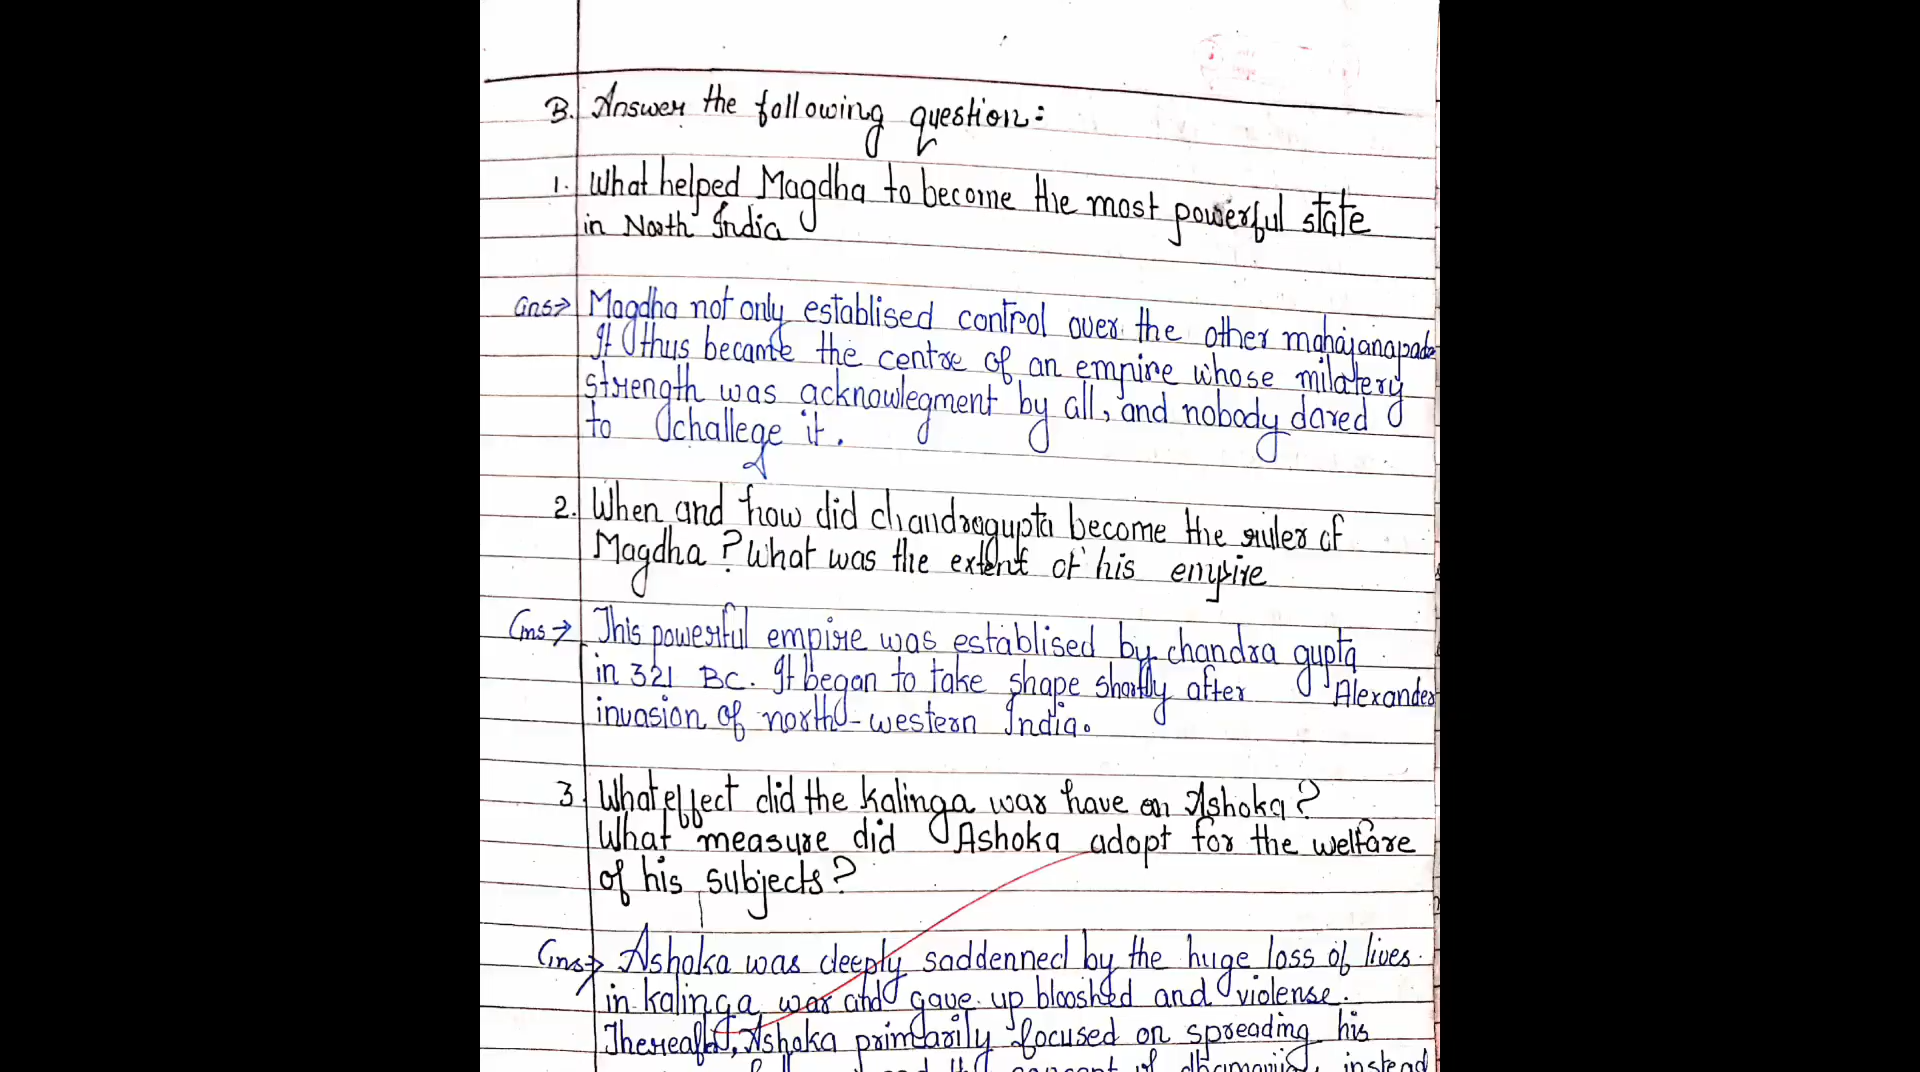 B. Answer the following question:
1. What helped Magdha to become the most powerful state
in North India
Ans⇒ Magdha not only establised control over the other mahajanapade
It thus became the centre of an empire whose milatery
strength was acknowlegment by all, and nobody dared
to challege it.
2. When and how did chandragupta become the ruler of
Magdha? What was the extent of his empire
Ans→ This powerful empire was establised by chandra gupta
in 321 BC. It began to take shape shortly after Alexander
invasion of north-western India.
3 What effect did the Kalinga war have on Ashoka?
What measure did Ashoka adopt for the welfare
of his subjects?
Ans⇒ Ashoka was deeply saddenned by the huge loss of lives.
in kalinga war and gave up blooshed and violense.
Thereafter, Ashoka primarily focused on spreading his
concept of instead